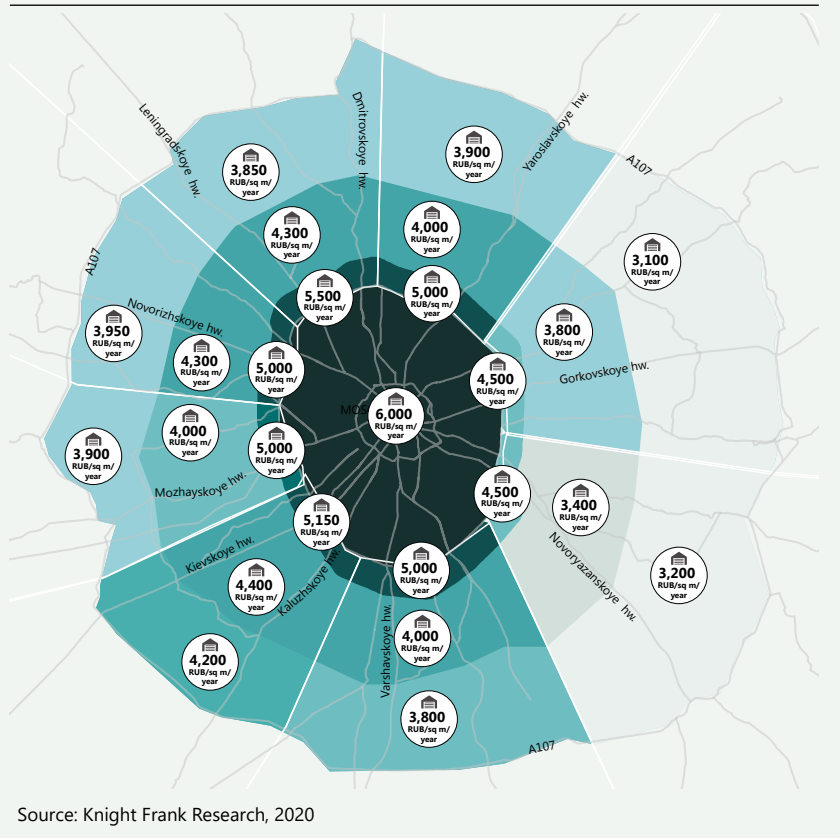 Leningradskoye hw.
Dmitrovskoye hw.
Yaroslavskoye hw.
3,900
RUB/sq m/
year
A107
3,850
RUB/sq m/
year
4,300
RUB/sq m/
year
4,000
RUB/sq m/
year
3,100
RUB/sq m/
year
A107
5,500
RUB/sq m/
year
5,000
RUB/sq m/
year
Novorizhskoye hw.
3,950
RUB/sq m/
year
3,800
RUB/sq m/
year
4,300
RUB/sq m/
year
5,000
RUB/sq m/
year
4,500
RUB/sq m/
year
Gorkovskoye hw.
MOS
6,000
RUB/sq m/
year
4,000
RUB/sq m/
year
3,900
RUB/sq m/
year
5,000
RUB/sq m/
year
Mozhayskoye hw.
4,500
RUB/sq m/
year
3,400
RUB/sq m/
year
5,150
RUB/sq m/
year
Kievskoye hw.
Novoryazanskoye hw.
5,000
RUB/sq m/
year
3,200
RUB/sq m/
year
4,400
RUB/sq m/
year
Kaluzhskoye hw.
Varshavskoye hw.
4,000
RUB/sq m/
year
4,200
RUB/sq m/
year
3,800
RUB/sq m/
year
A107
Source: Knight Frank Research, 2020